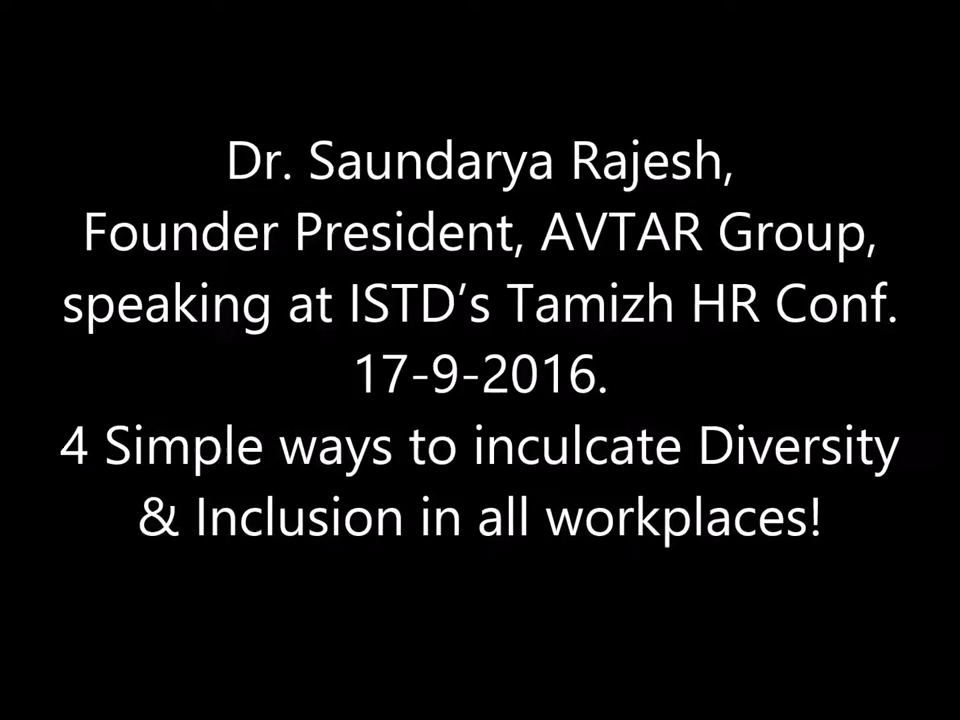 Dr. Saundarya Rajesh,
Founder President, AVTAR Group,
speaking at ISTD’s Tamizh HR Conf.
17-9-2016.
4 Simple ways to inculcate Diversity
& Inclusion in all workplaces!